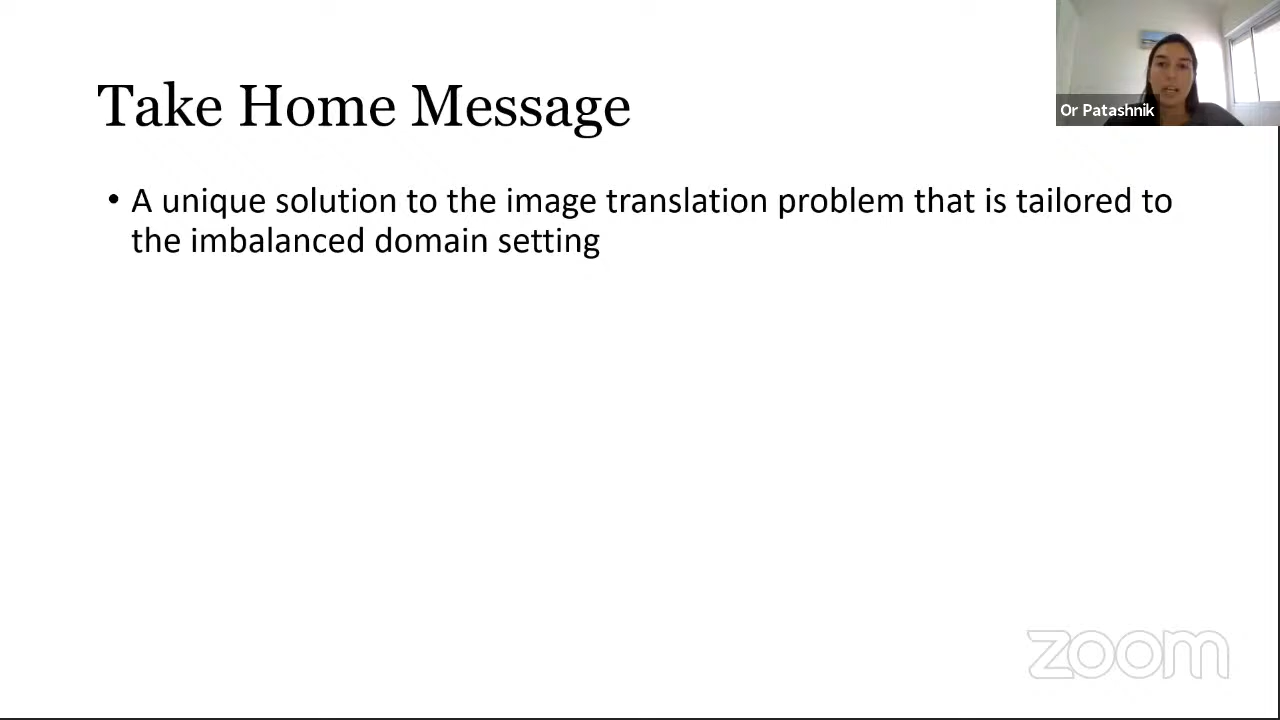 Take Home Message
Or Patashnik
• A unique solution to the image translation problem that is tailored to
the imbalanced domain setting
zoom